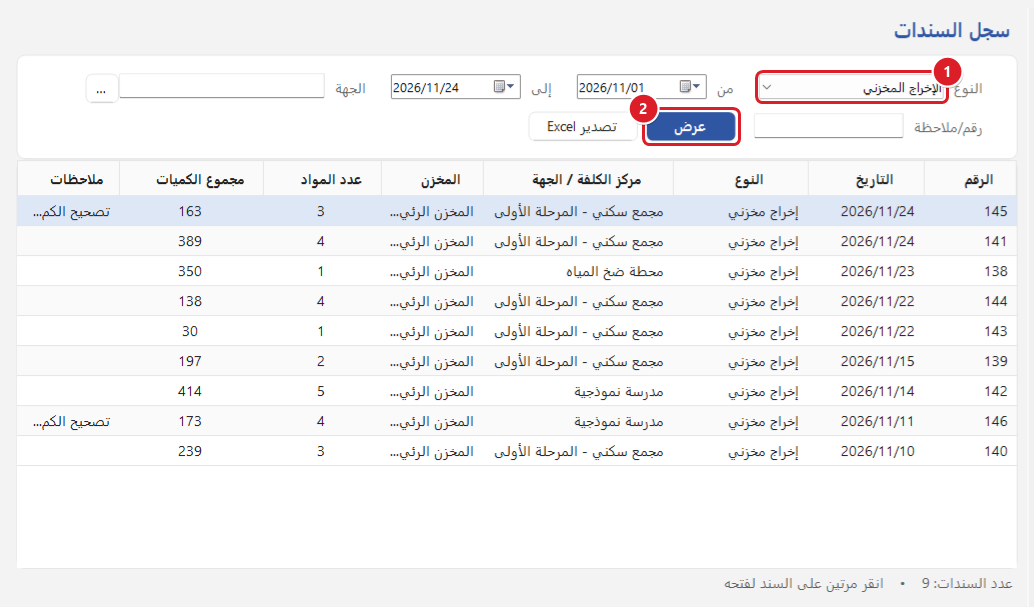 سجل السندات
النوع الإخراج المخزني 1 من 2026/11/01 إلى 2026/11/24 الجهة ...
رقم/ملاحظة 2 عرض تصدير Excel
الرقم التاريخ النوع مركز الكلفة / الجهة المخزن عدد المواد مجموع الكميات ملاحظات
145 2026/11/24 إخراج مخزني مجمع سكني - المرحلة الأولى المخزن الرئي... 3 163 تصحيح الكم...
141 2026/11/24 إخراج مخزني مجمع سكني - المرحلة الأولى المخزن الرئي... 4 389
138 2026/11/23 إخراج مخزني محطة ضخ المياه المخزن الرئي... 1 350
144 2026/11/22 إخراج مخزني مجمع سكني - المرحلة الأولى المخزن الرئي... 4 138
143 2026/11/22 إخراج مخزني مجمع سكني - المرحلة الأولى المخزن الرئي... 1 30
139 2026/11/15 إخراج مخزني مجمع سكني - المرحلة الأولى المخزن الرئي... 2 197
142 2026/11/14 إخراج مخزني مدرسة نموذجية المخزن الرئي... 5 414
146 2026/11/11 إخراج مخزني مدرسة نموذجية المخزن الرئي... 4 173 تصحيح الكم...
140 2026/11/10 إخراج مخزني مجمع سكني - المرحلة الأولى المخزن الرئي... 3 239
عدد السندات: 9 • انقر مرتين على السند لفتحه